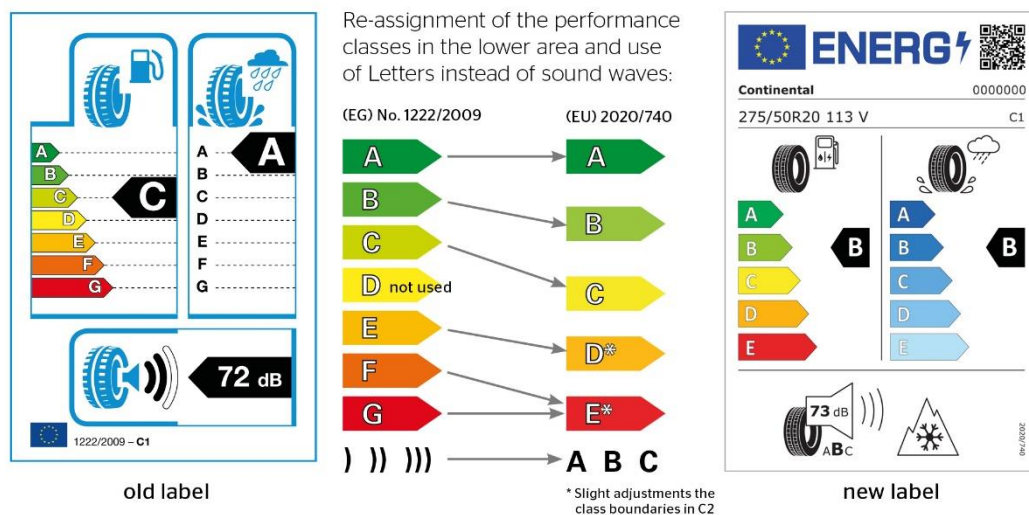 A
B
C
D
E
F
G
C
A
B
C
D
E
F
G
A
72 dB
1222/2009 – C1
old label
Re-assignment of the performance
classes in the lower area and use
of Letters instead of sound waves:
(EG) No. 1222/2009
(EU) 2020/740
A
B
C
D not used
E
F
G
A
B
C
D*
E*
A B C
* Slight adjustments the
class boundaries in C2
ENERG
Continental
0000000
275/50R20 113 V
C1
A
B
C
D
E
B
A
B
C
D
E
B
73 dB
ABC
2020/740
new label